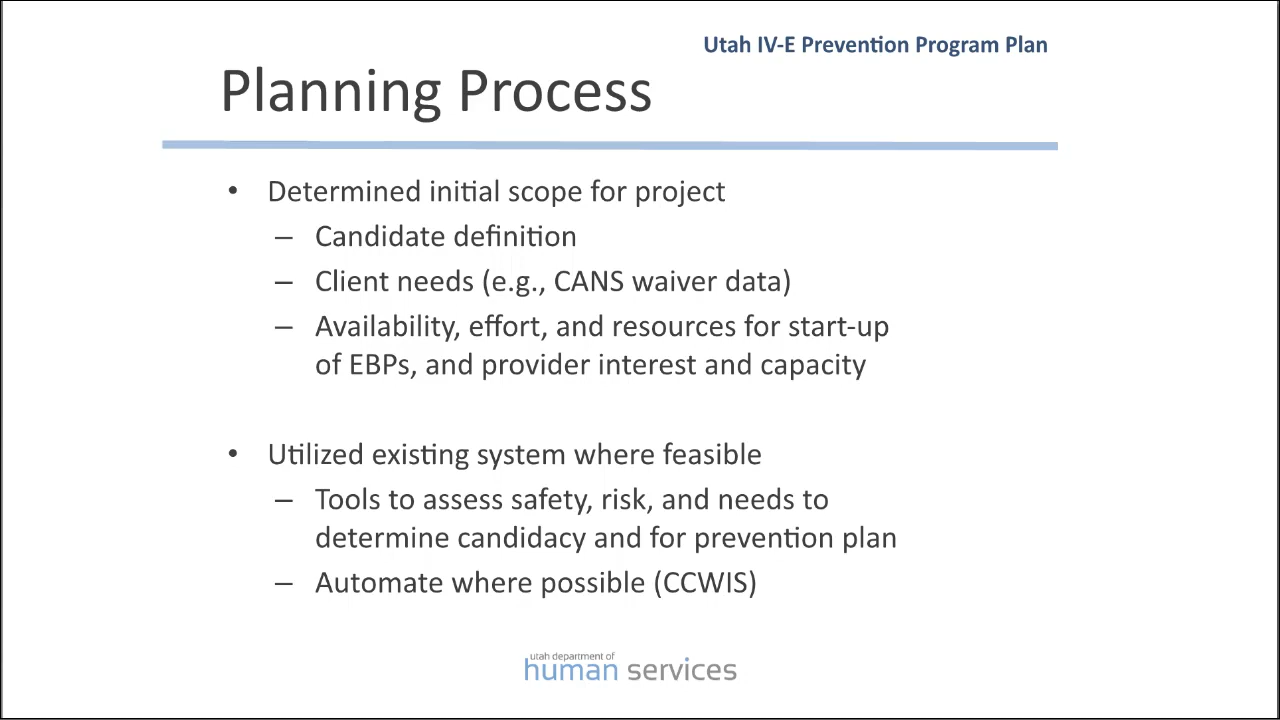 Utah IV-E Prevention Program Plan
Planning Process
• Determined initial scope for project
– Candidate definition
– Client needs (e.g., CANS waiver data)
– Availability, effort, and resources for start-up
of EBPs, and provider interest and capacity
• Utilized existing system where feasible
– Tools to assess safety, risk, and needs to
determine candidacy and for prevention plan
– Automate where possible (CCWIS)
utah department of
human services